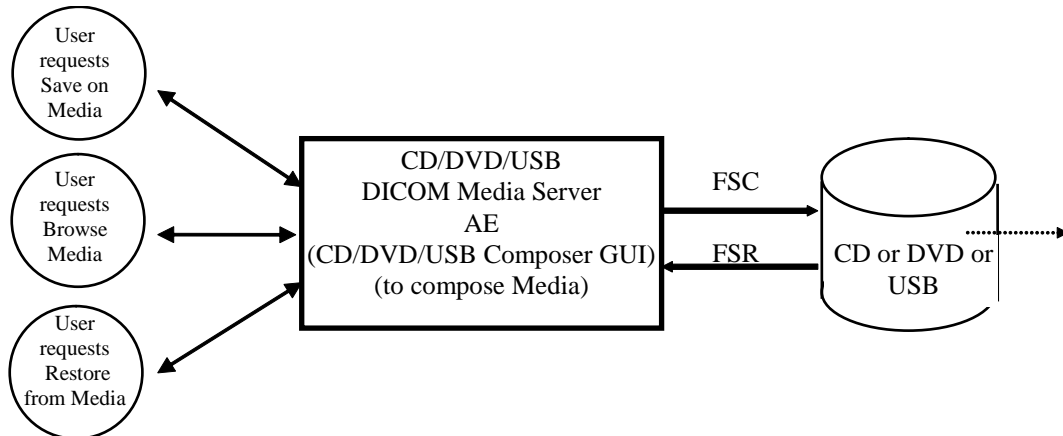 User
requests
Save on
Media
User
requests
Browse
Media
User
requests
Restore
from Media
CD/DVD/USB
DICOM Media Server
AE
(CD/DVD/USB Composer GUI)
(to compose Media)
FSC
FSR
CD or DVD or
USB